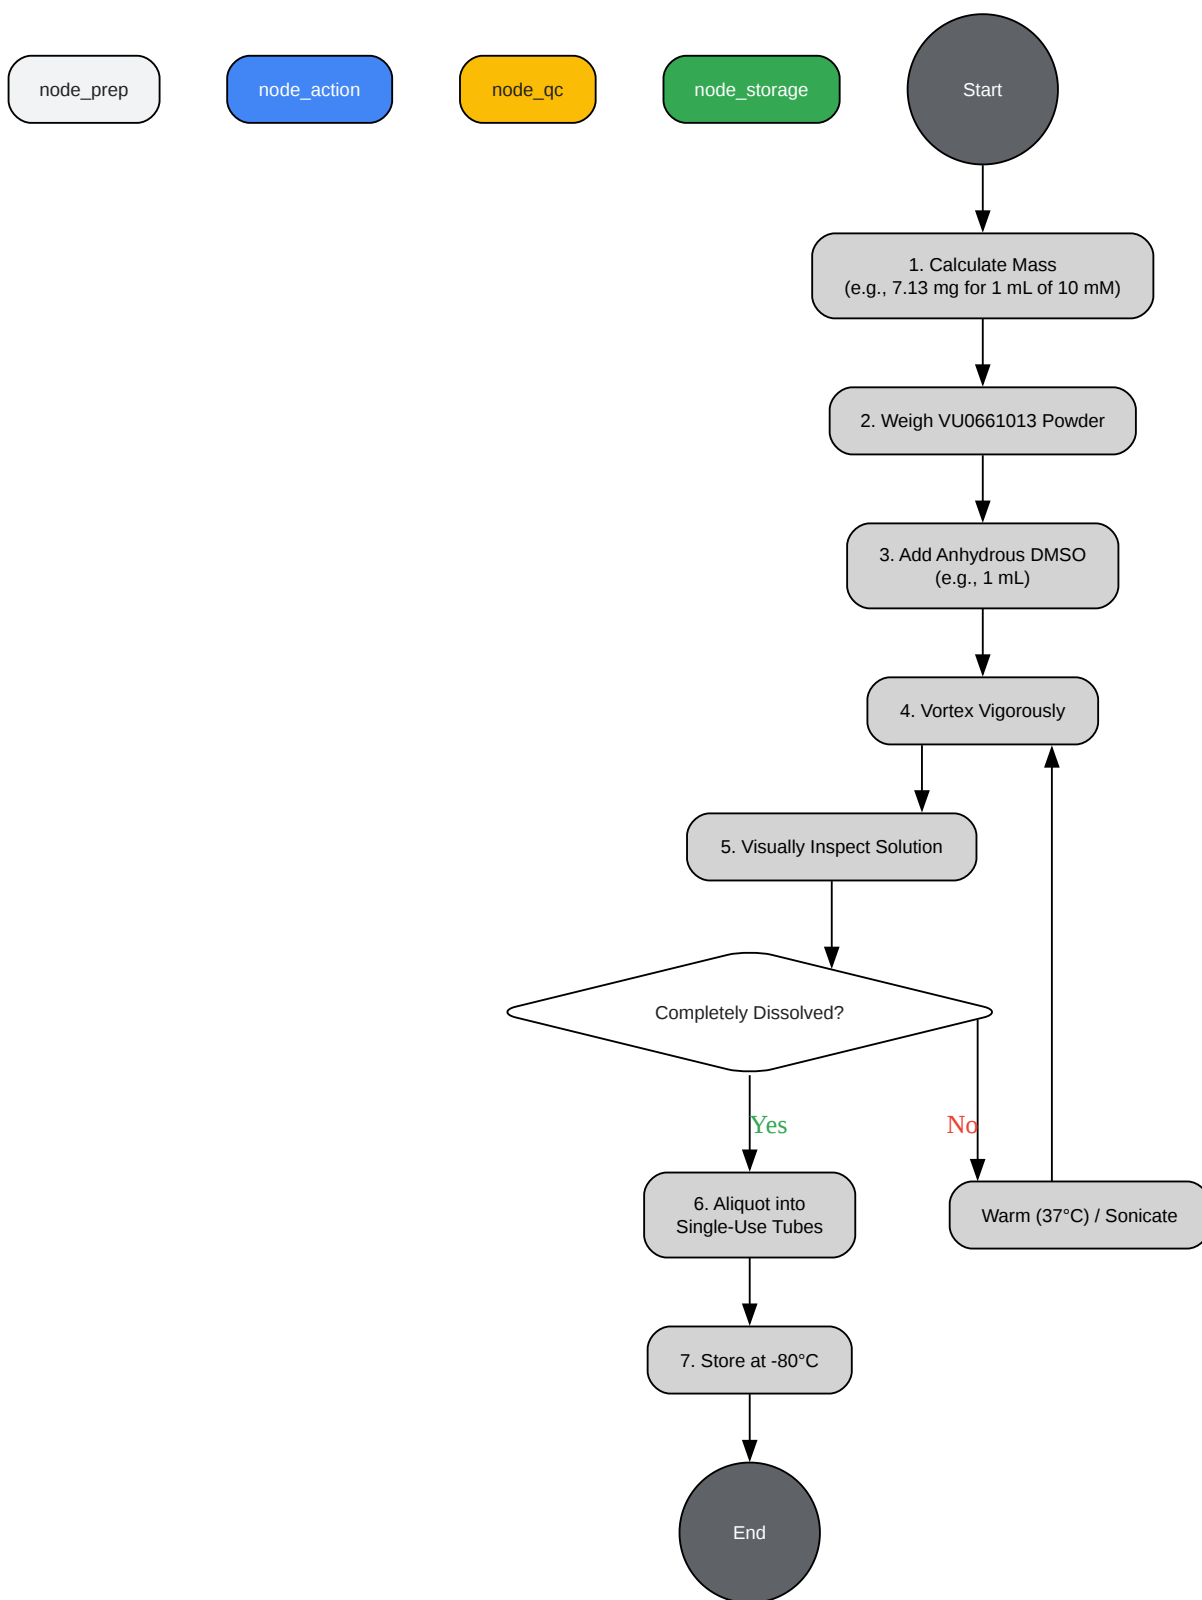 node_prep
node_action
node_qc
node_storage
Start
1. Calculate Mass
(e.g., 7.13 mg for 1 mL of 10 mM)
2. Weigh VU0661013 Powder
3. Add Anhydrous DMSO
(e.g., 1 mL)
4. Vortex Vigorously
5. Visually Inspect Solution
Completely Dissolved?
Yes
No
6. Aliquot into
Single-Use Tubes
Warm (37°C) / Sonicate
7. Store at -80°C
End